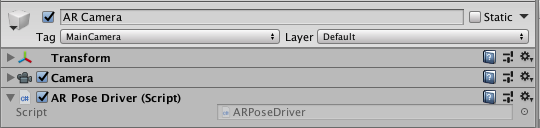 AR Camera Static
Tag MainCamera Layer Default
Transform
Camera
AR Pose Driver (Script)
Script ARPoseDriver